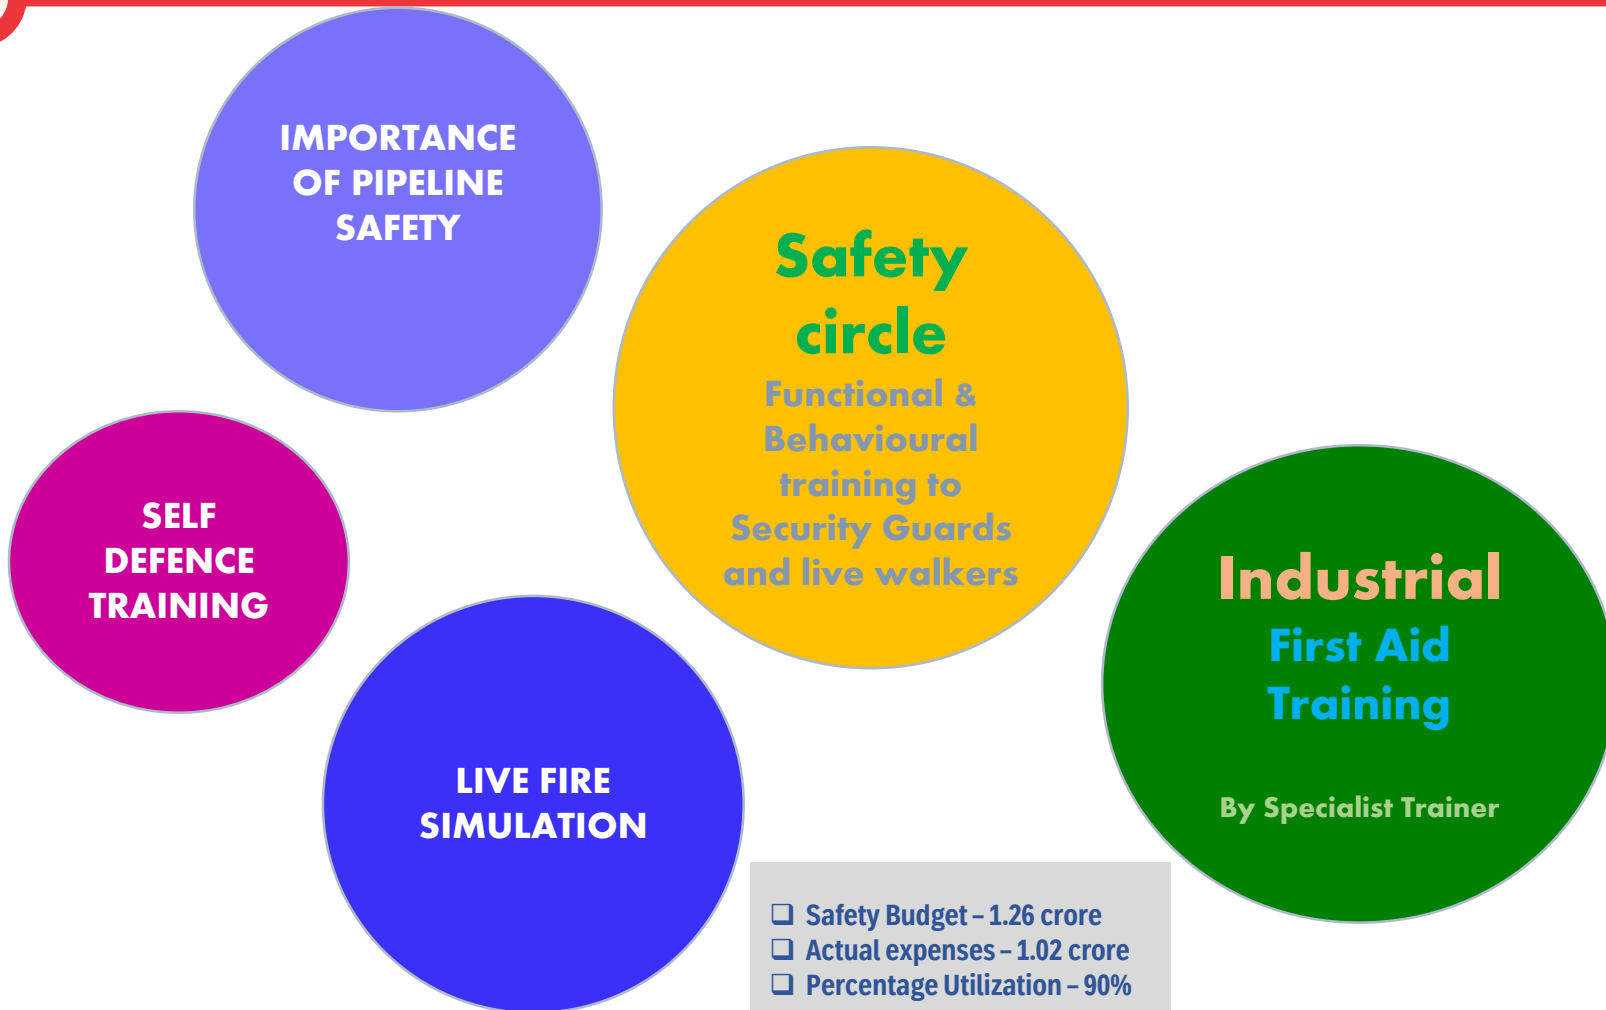 IMPORTANCE
OF PIPELINE
SAFETY
Safety
circle
Functional &
Behavioural
training to
Security Guards
and live walkers
SELF
DEFENCE
TRAINING
Industrial
First Aid
Training
By Specialist Trainer
LIVE FIRE
SIMULATION
❑ Safety Budget – 1.26 crore
❑ Actual expenses – 1.02 crore
❑ Percentage Utilization – 90%